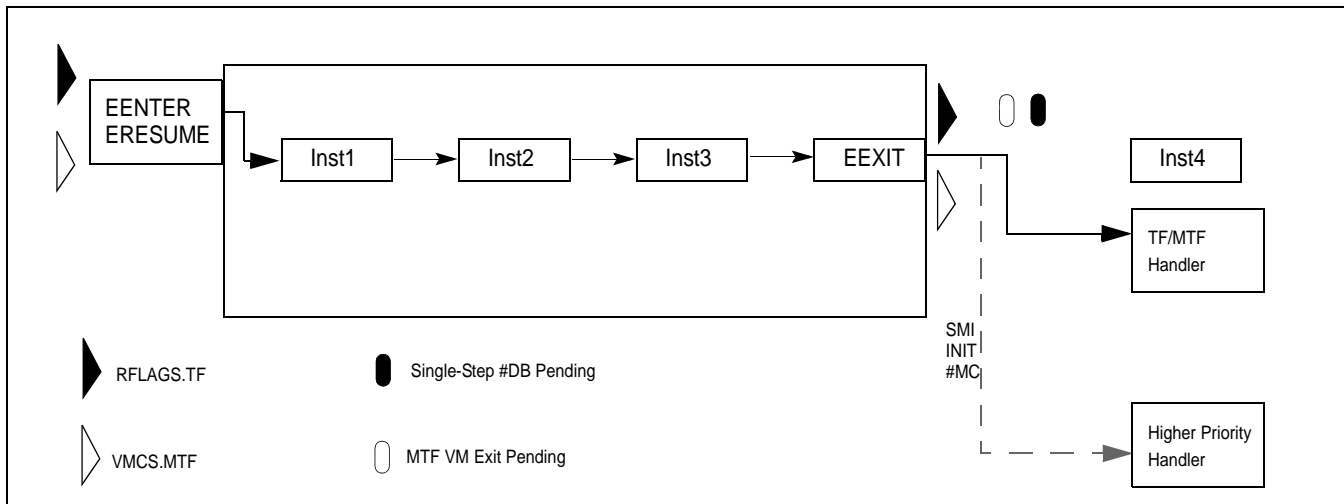 EENTER
ERESUME
Inst1
Inst2
Inst3
EEXIT
Inst4
TF/MTF
Handler
SMI
INIT
#MC
RFLAGS.TF
Single-Step #DB Pending
VMCS.MTF
MTF VM Exit Pending
Higher Priority
Handler